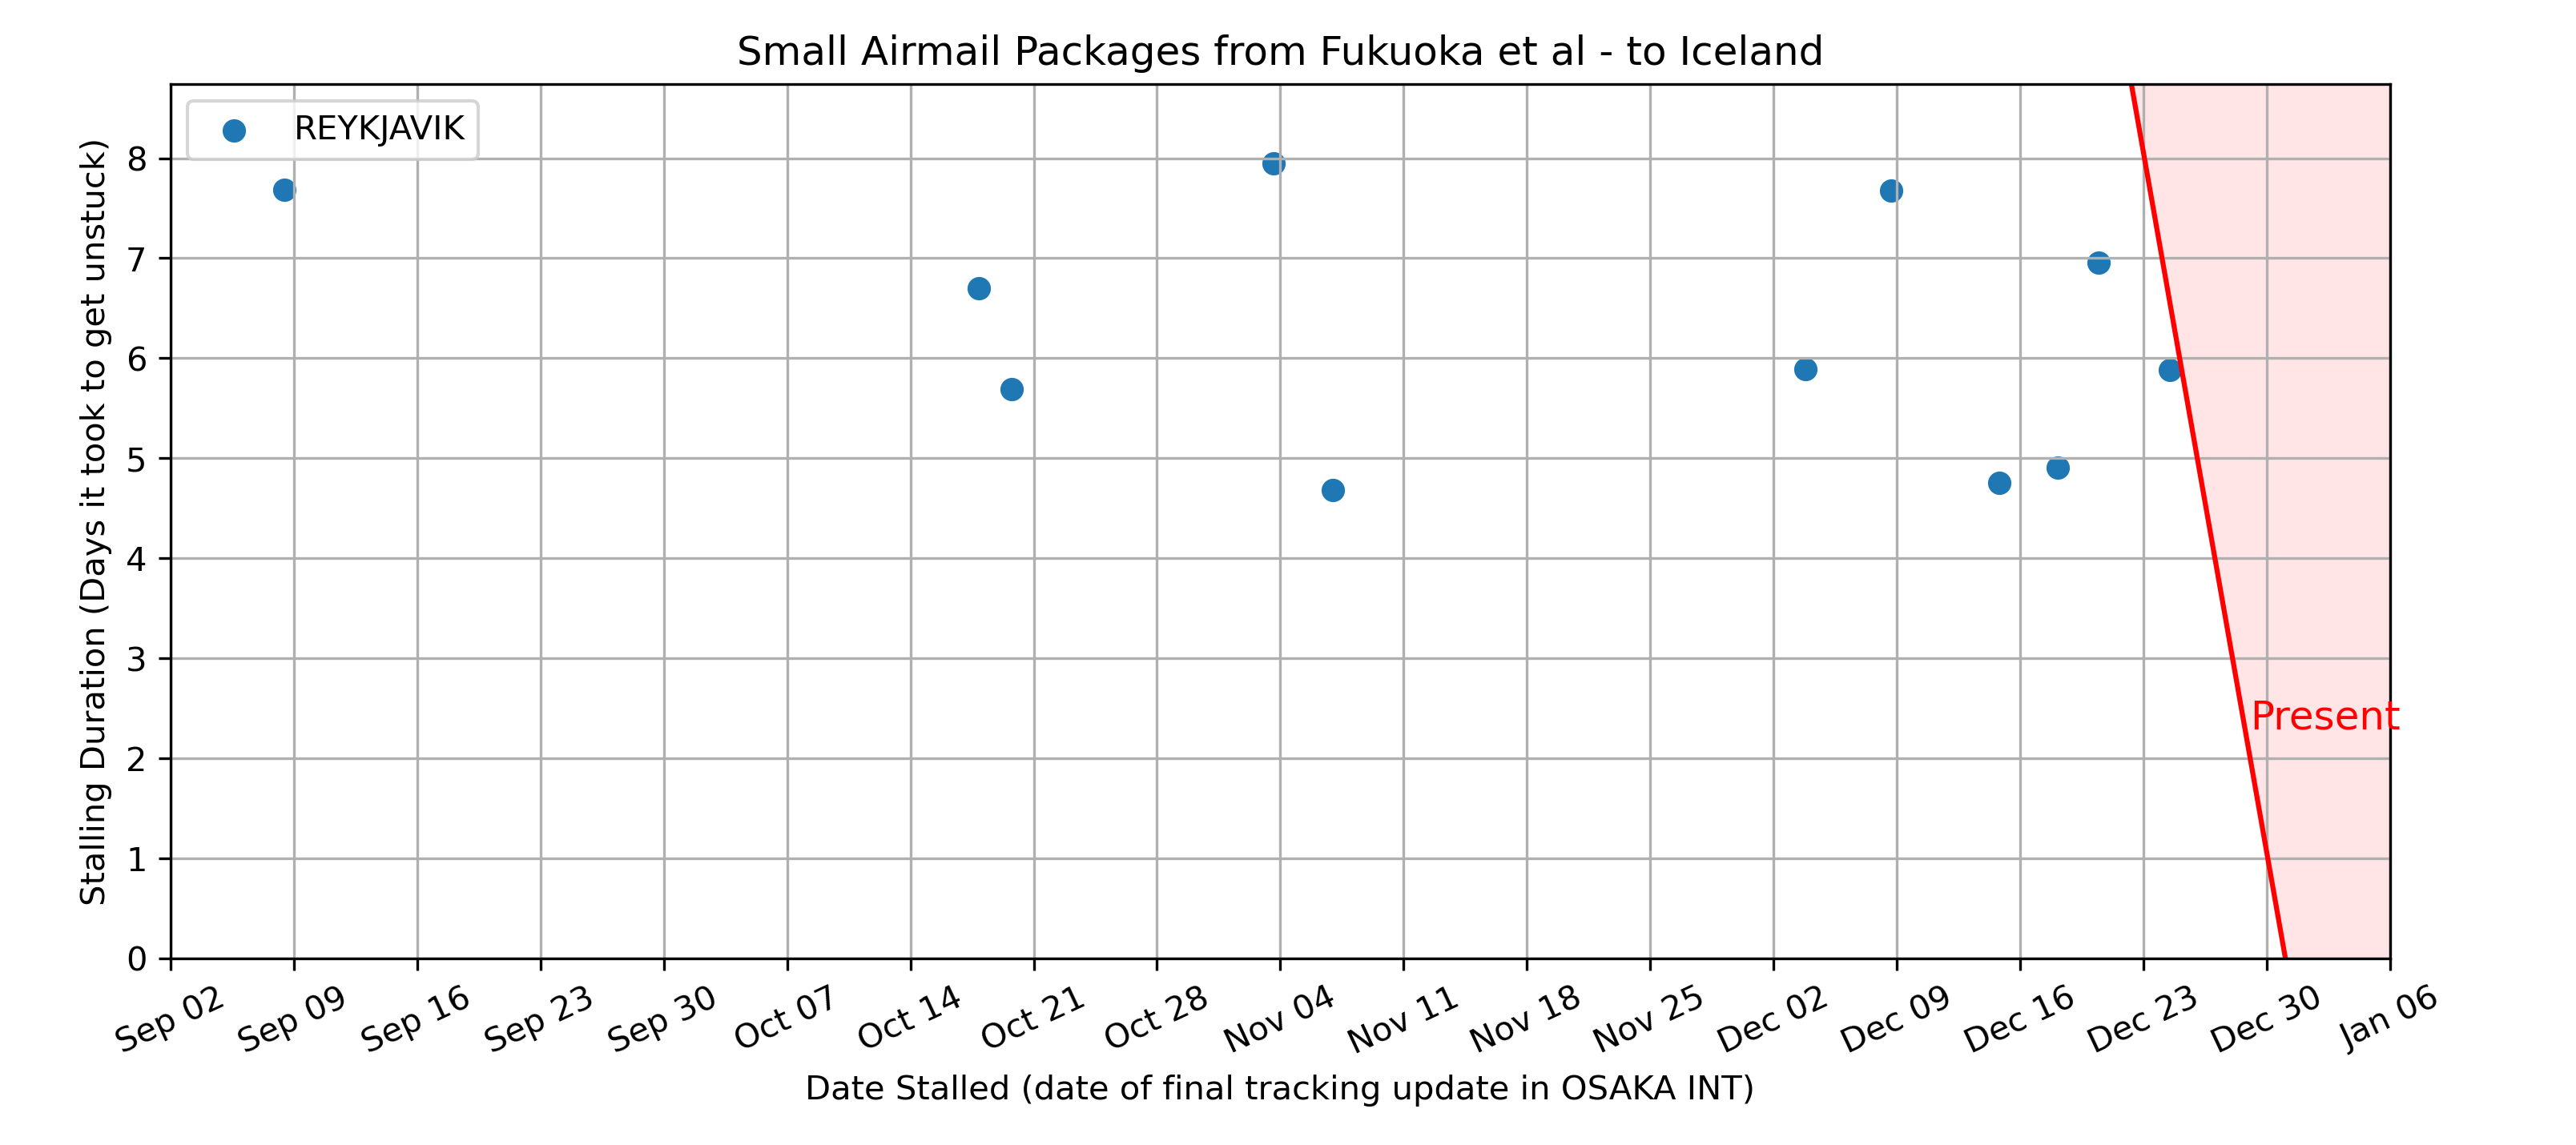 Small Airmail Packages from Fukuoka et al - to Iceland
REYKJAVIK
Stalling Duration (Days it took to get unstuck)
8
7
6
5
4
3
2
1
0
Present
Sep 02
Sep 09
Sep 16
Sep 23
Sep 30
Oct 07
Oct 14
Oct 21
Oct 28
Nov 04
Nov 11
Nov 18
Nov 25
Dec 02
Dec 09
Dec 16
Dec 23
Dec 30
Jan 06
Date Stalled (date of final tracking update in OSAKA INT)